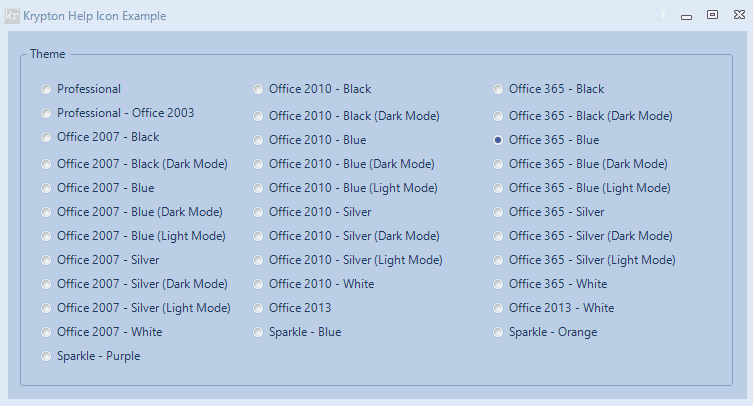 Kr Krypton Help Icon Example
Theme
Professional
Professional - Office 2003
Office 2007 - Black
Office 2007 - Black (Dark Mode)
Office 2007 - Blue
Office 2007 - Blue (Dark Mode)
Office 2007 - Blue (Light Mode)
Office 2007 - Silver
Office 2007 - Silver (Dark Mode)
Office 2007 - Silver (Light Mode)
Office 2007 - White
Sparkle - Purple
Office 2010 - Black
Office 2010 - Black (Dark Mode)
Office 2010 - Blue
Office 2010 - Blue (Dark Mode)
Office 2010 - Blue (Light Mode)
Office 2010 - Silver
Office 2010 - Silver (Dark Mode)
Office 2010 - Silver (Light Mode)
Office 2010 - White
Office 2013
Sparkle - Blue
Office 365 - Black
Office 365 - Black (Dark Mode)
Office 365 - Blue
Office 365 - Blue (Dark Mode)
Office 365 - Blue (Light Mode)
Office 365 - Silver
Office 365 - Silver (Dark Mode)
Office 365 - Silver (Light Mode)
Office 365 - White
Office 2013 - White
Sparkle - Orange